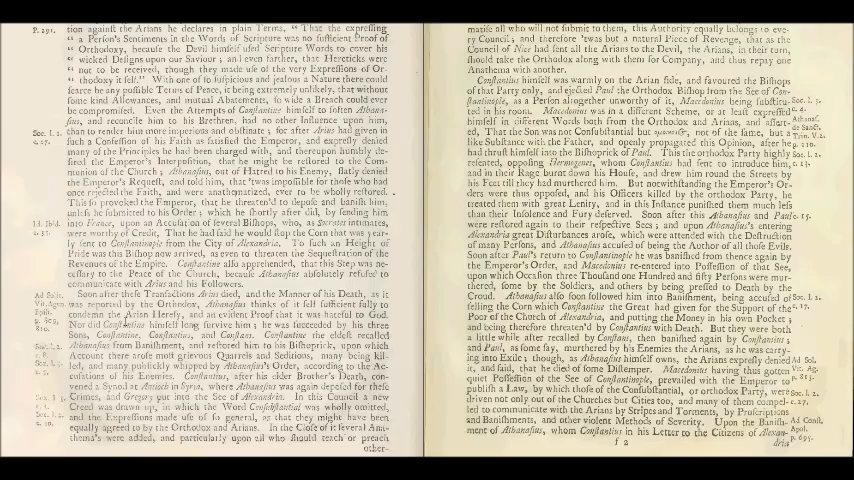 P. 291. tion against the Arians he declares in plain Terms, “ That the expressing
“ a Person's Sentiments in the Words of Scripture was no sufficient Proof of
“ Orthodoxy, because the Devil himself used Scripture Words to cover his
“ wicked Designs upon our Saviour ; and even farther, that Hereticks were
“ not to be received, though they made use of the very Expressions of Or-
“ thodoxy it self.” With one of so suspicious and jealous a Nature there could
scarce be any possible Terms of Peace, it being extremely unlikely, that without
some kind Allowances, and mutual Abatements, so wide a Breach could ever
be compromised. Even the Attempts of Constantine himself to soften Athana-
sius, and reconcile him to his Brethren, had no other Influence upon him,
Soc. l. 1. than to render him more imperious and obstinate ; for after Arius had given in
c. 27. such a Confession of his Faith as satisfied the Emperor, and expresly denied
many of the Principles he had been charged with, and thereupon humbly de-
sired the Emperor's Interposition, that he might be restored to the Com-
munion of the Church ; Athanasius, out of Hatred to his Enemy, flatly denied
the Emperor's Request, and told him, that 'twas impossible for those who had
once rejected the Faith, and were anathematized, ever to be wholly restored.
This so provoked the Emperor, that he threaten'd to depose and banish him,
unless he submitted to his Order ; which he shortly after did, by sending him
Id. Ibid. into France, upon an Accusation of several Bishops, who, as Socrates intimates,
c. 35. were worthy of Credit, That he had said he would stop the Corn that was year-
ly sent to Constantinople from the City of Alexandria. To such an Height of
Pride was this Bishop now arrived, as even to threaten the Sequestration of the
Revenues of the Empire. Constantine also apprehended, that this Step was ne-
cessary to the Peace of the Church, because Athanasius absolutely refused to
communicate with Arius and his Followers.
Soon after these Transactions Arius died, and the Manner of his Death, as it
was reported by the Orthodox, Athanasius thinks of it self sufficient fully to
condemn the Arian Heresy, and an evident Proof that it was hateful to God.
Nor did Constantine himself long survive him ; he was succeeded by his three
Sons, Constantine, Constantius, and Constans. Constantine the eldest recalled
Athanasius from Banishment, and restored him to his Bishoprick, upon which
Account there arose most grievous Quarrels and Seditions, many being kil-
led, and many publickly whipped by Athanasius's Order, according to the Ac-
cusations of his Enemies. Constantius, after his elder Brother's Death, con-
vened a Synod at Antioch in Syria, where Athanasius was again deposed for these
Crimes, and Gregory put into the See of Alexandria. In this Council a new
Creed was drawn up, in which the Word Consubstantial was wholly omitted,
and the Expressions made use of so general, as that they might have been
equally agreed to by the Orthodox and Arians. In the Close of it several Ana-
thema's were added, and particularly upon all who should teach or preach
other-
matise all who will not submit to them, this Authority equally belongs to eve-
ry Council ; and therefore 'twas but a natural Piece of Revenge, that as the
Council of Nice had sent all the Arians to the Devil, the Arians, in their turn,
should take the Orthodox along with them for Company, and thus repay one
Anathema with another.
Constantius himself was warmly on the Arian side, and favoured the Bishops
of that Party only, and ejected Paul the Orthodox Bishop from the See of Con-
stantinople, as a Person altogether unworthy of it, Macedonius being substitu-
ted in his room. Macedonius was in a different Scheme, or at least expressed
himself in different Words both from the Orthodox and Arians, and assert-
ed, That the Son was not Consubstantial but, not of the same, but a
like Substance with the Father, and openly propagated this Opinion, after he
had thrust himself into the Bishoprick of Paul. This the orthodox Party highly
resented, opposing Hermogenes, whom Constantius had sent to introduce him,
and in their Rage burnt down his House, and drew him round the Streets by
his Feet till they had murthered him. But notwithstanding the Emperor's Or-
ders were thus opposed, and his Officers killed by the orthodox Party, he
treated them with great Lenity, and in this Instance punished them much less
than their Insolence and Fury deserved. Soon after this Athanasius and Paul
were restored again to their respective Sees ; and upon Athanasius's entering
Alexandria great Disturbances arose, which were attended with the Destruction
of many Persons, and Athanasius accused of being the Author of all those Evils.
Soon after Paul's return to Constantinople he was banished from thence again by
the Emperor's Order, and Macedonius re-entered into Possession of that See,
upon which Occasion three Thousand one Hundred and fifty Persons were mur-
thered, some by the Soldiers, and others by being pressed to Death by the
Croud. Athanasius also soon followed him into Banishment, being accused of
selling the Corn which Constantine the Great had given for the Support of the
Poor of the Church of Alexandria, and putting the Money in his own Pocket ;
and being therefore threaten'd by Constantius with Death. But they were both
a little while after recalled by Constans, then banished again by Constantius ;
and Paul, as some say, murthered by his Enemies the Arians, as he was carry-
ing into Exile ; though, as Athanasius himself owns, the Arians expresly denied
it, and said, that he died of some Distemper. Macedonius having thus gotten
quiet Possession of the See of Constantinople, prevailed with the Emperor to
publish a Law, by which those of the Consubstantial, or orthodox Party, were
driven not only out of the Churches but Cities too, and many of them compel-
led to communicate with the Arians by Stripes and Torments, by Proscriptions
and Banishments, and other violent Methods of Severity. Upon the Banish-
ment of Athanasius, whom Constantius in his Letter to the Citizens of Alexan-
f 2 dria